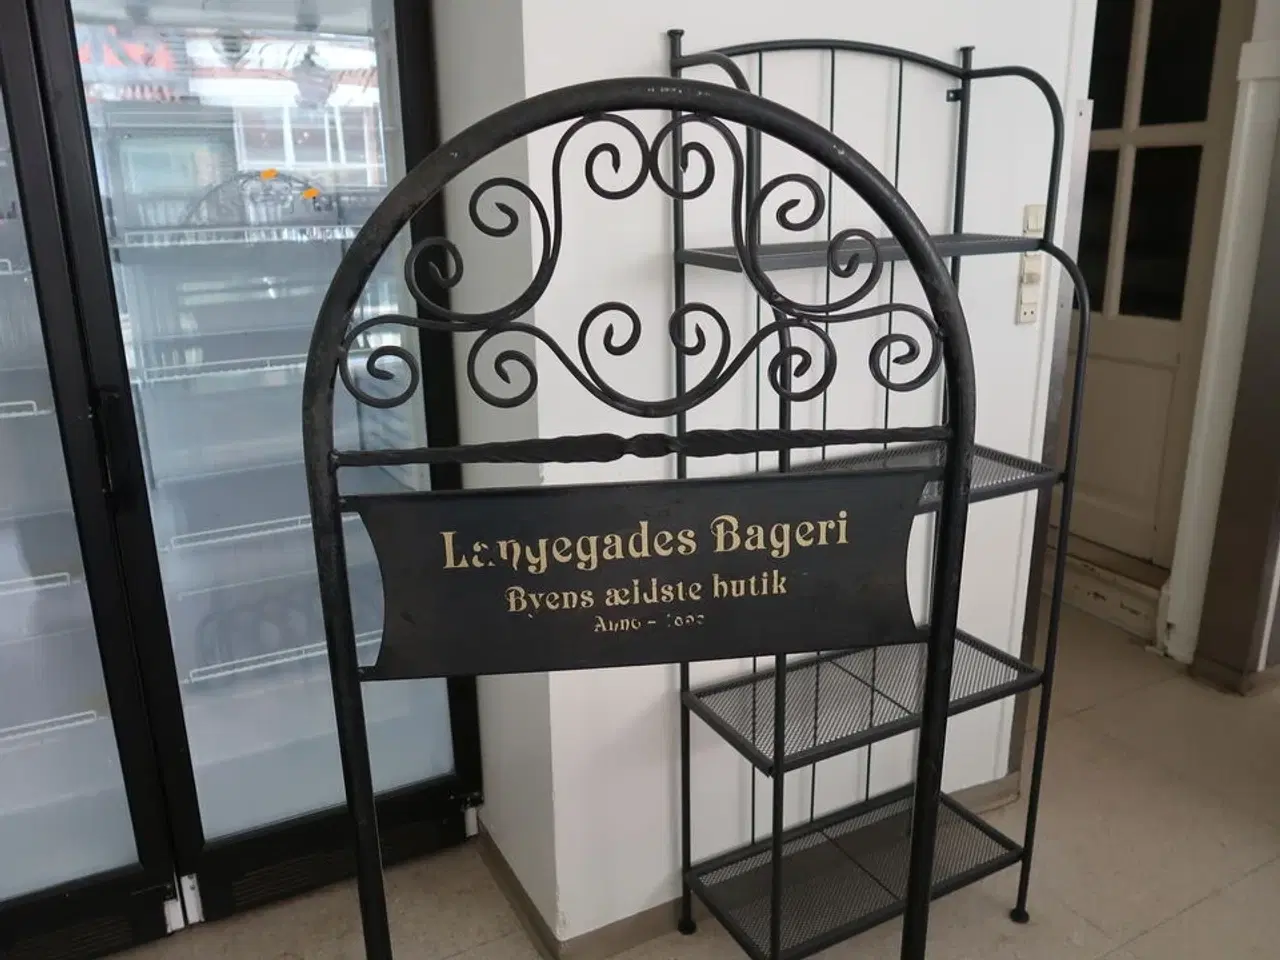 Langegades Bageri
Byens ældste butik
Anno -